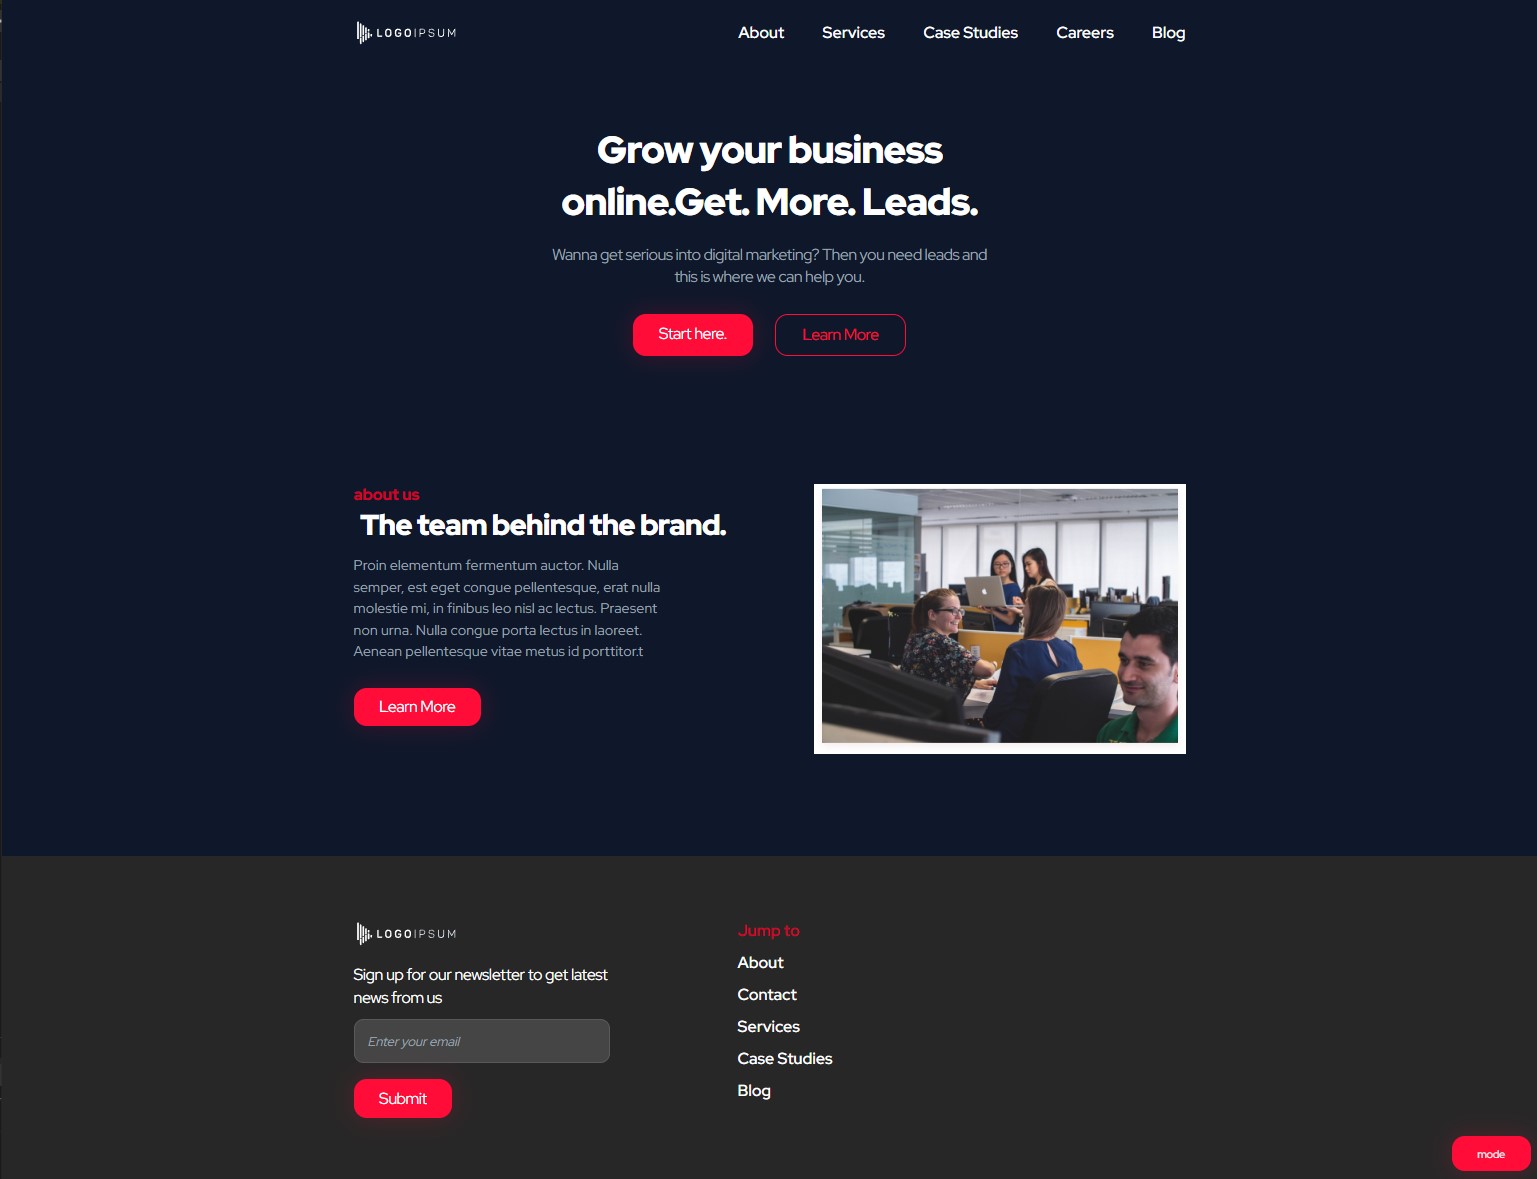 LOGOIPSUM
About Services Case Studies Careers Blog
Grow your business
online.Get. More. Leads.
Wanna get serious into digital marketing? Then you need leads and
this is where we can help you.
Start here. Learn More
about us
The team behind the brand.
Proin elementum fermentum auctor. Nulla
semper, est eget congue pellentesque, erat nulla
molestie mi, in finibus leo nisl ac lectus. Praesent
non urna. Nulla congue porta lectus in laoreet.
Aenean pellentesque vitae metus id porttitor.t
Learn More
LOGOIPSUM
Sign up for our newsletter to get latest
news from us
Enter your email
Submit
Jump to
About
Contact
Services
Case Studies
Blog
mode